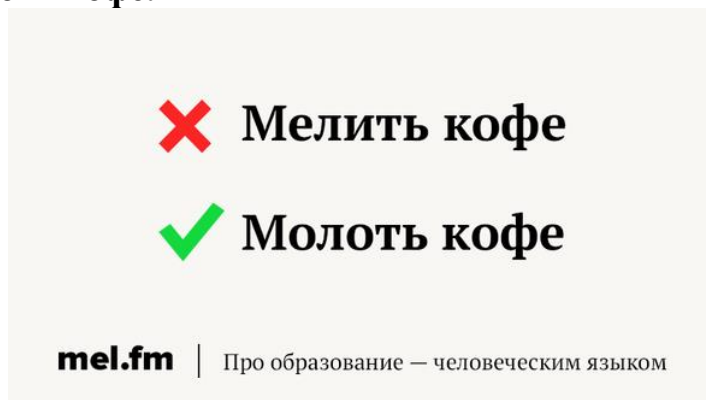 Мелить кофе
Молоть кофе
mel.fm | Про образование — человеческим языком